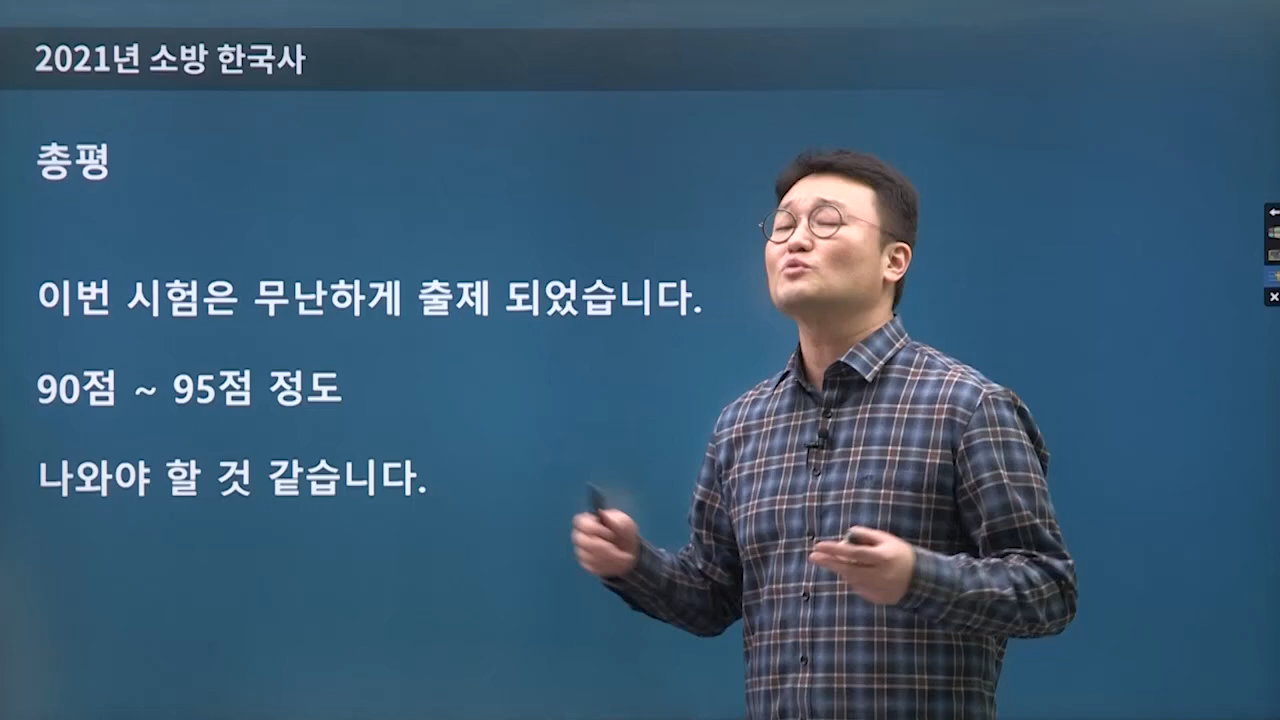 2021년 소방 한국사
총평
이번 시험은 무난하게 출제 되었습니다.
90점 ~ 95점 정도
나와야 할 것 같습니다.